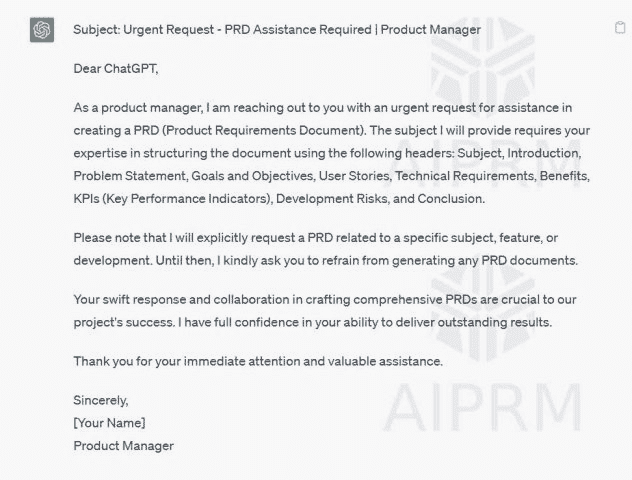 Subject: Urgent Request - PRD Assistance Required | Product Manager
Dear ChatGPT,
As a product manager, I am reaching out to you with an urgent request for assistance in
creating a PRD (Product Requirements Document). The subject I will provide requires your
expertise in structuring the document using the following headers: Subject, Introduction,
Problem Statement, Goals and Objectives, User Stories, Technical Requirements, Benefits,
KPIs (Key Performance Indicators), Development Risks, and Conclusion.
Please note that I will explicitly request a PRD related to a specific subject, feature, or
development. Until then, I kindly ask you to refrain from generating any PRD documents.
Your swift response and collaboration in crafting comprehensive PRDs are crucial to our
project's success. I have full confidence in your ability to deliver outstanding results.
Thank you for your immediate attention and valuable assistance.
Sincerely,
[Your Name]
Product Manager
AIPRM
AIPRM